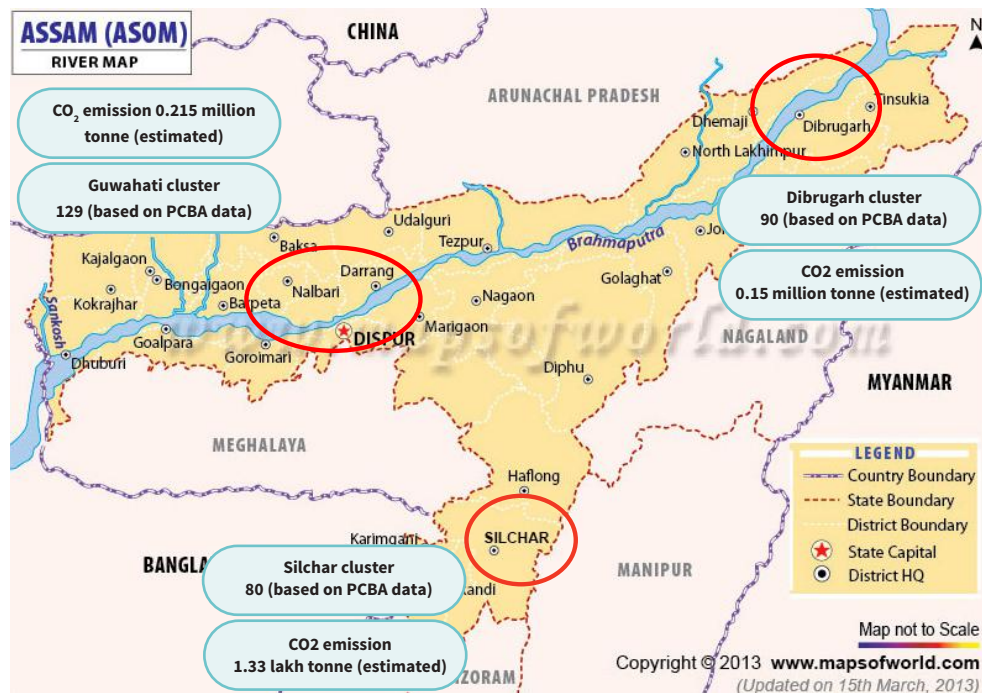 ASSAM (ASOM)
RIVER MAP
CHINA
N
ARUNACHAL PRADESH
CO₂ emission 0.215 million
tonne (estimated)
Guwahati cluster
129 (based on PCBA data)
Tinsukia
Dhemaji
Dibrugarh
North Lakhimpur
Dibrugarh cluster
90 (based on PCBA data)
CO2 emission
0.15 million tonne (estimated)
Udalguri
Baksa
Tezpur
Brahmaputra
Kajalgaon
Bongaigaon
Darrang
Nalbari
Golaghat
Kokrajhar
Barpeta
Nagaon
Sankosh
Marigaon
Goalpara
DISPUR
www.mapsofworld.com
NAGALAND
Dhuburi
Goroimari
Diphu
MYANMAR
MEGHALAYA
LEGEND
Country Boundary
State Boundary
District Boundary
State Capital
District HQ
Haflong
Karimganj
SILCHAR
MANIPUR
Silchar cluster
80 (based on PCBA data)
CO2 emission
1.33 lakh tonne (estimated)
Map not to Scale
Copyright © 2013 www.mapsofworld.com
(Updated on 15th March, 2013)